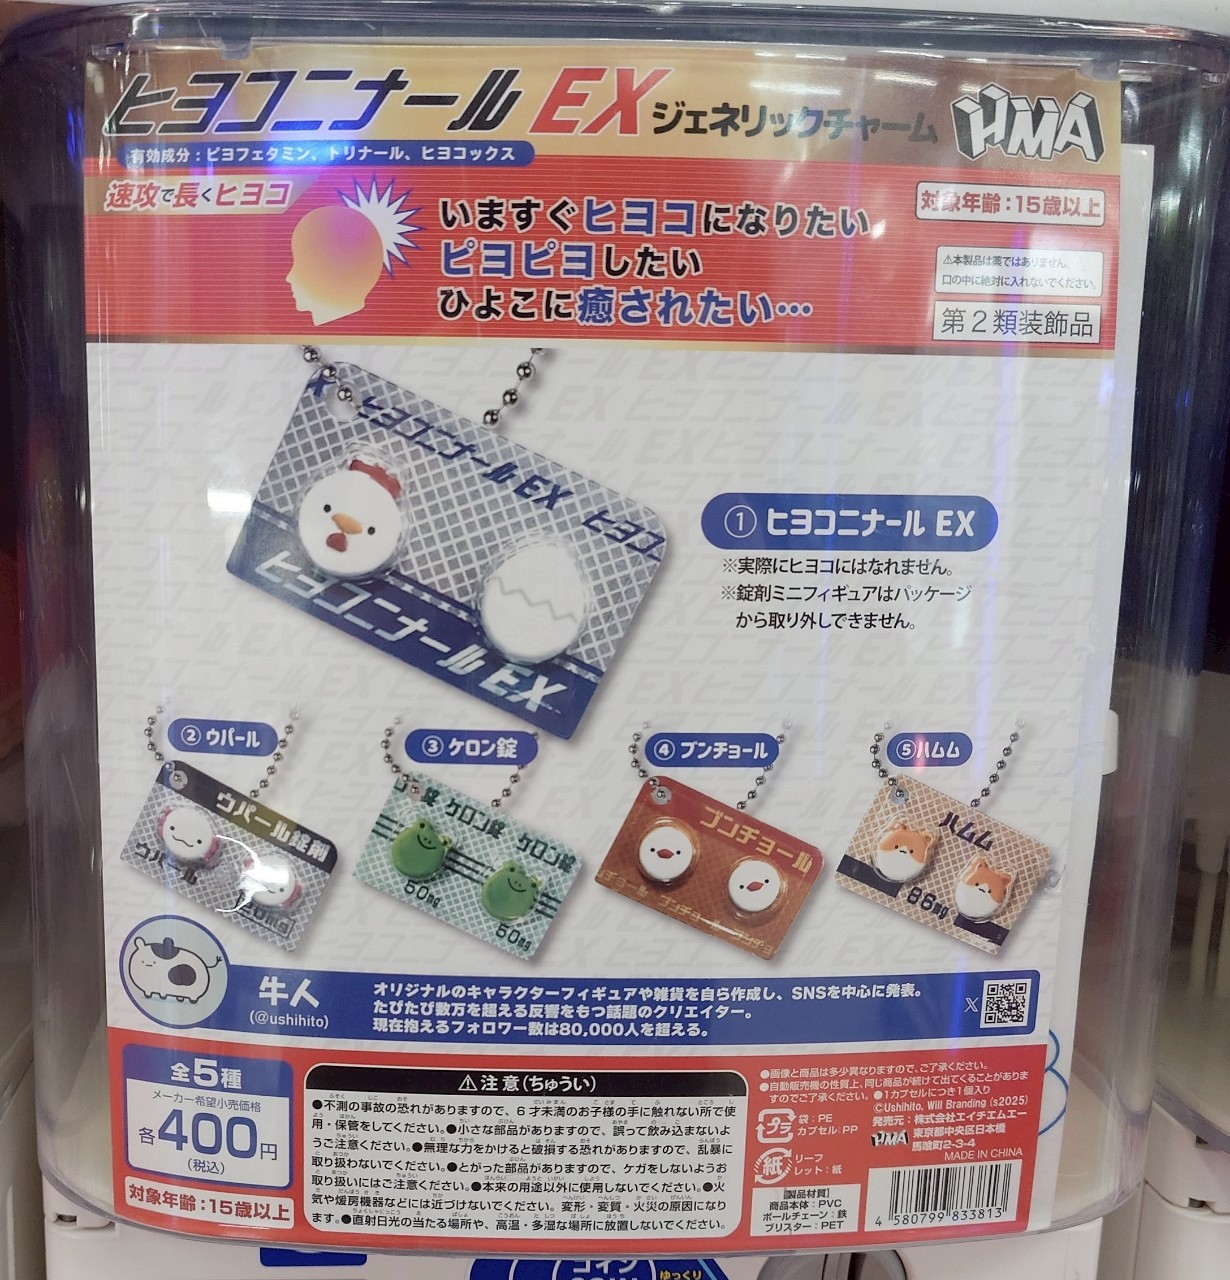 ヒヨコニナール EX ジェネリックチャーム
HMA
有効成分：ピヨフェタミン、トリナール、ヒヨコックス
速攻で長くヒヨコ
いますぐヒヨコになりたい
ピヨピヨしたい
ひよこに癒されたい…
対象年齢：15歳以上
⚠本製品は薬ではありません。
口の中に絶対に入れないでください。
第2類装飾品
ヒヨコニナール EX ヒヨコ
ヒヨコニナール EX
① ヒヨコニナール EX
※実際にヒヨコにはなれません。
※錠剤ミニフィギュアはパッケージ
から取り外しできません。
② ウパール
③ ケロン錠
④ ブンチョール
⑤ハムム
ウパール錠剤
ウパール
ケロン錠 ケロン錠
50mg
50mg
ブンチョール
ブンチョール
ハムム
86mg
牛人
(@ushihito)
オリジナルのキャラクターフィギュアや雑貨を自ら作成し、SNSを中心に発表。
たびたび数万を超える反響をもつ話題のクリエイター。
現在抱えるフォロワー数は80,000人を超える。
X
全5種
メーカー希望小売価格
各400円
(税込)
対象年齢：15歳以上
⚠注意(ちゅうい)
●不測の事故の恐れがありますので、6才未満のお子様の手に触れない所で使
用・保管をしてください。●小さな部品がありますので、誤って飲み込まないよ
うご注意ください。●無理な力をかけると破損する恐れがありますので、乱暴に
取り扱わないでください。●とがった部品がありますので、ケガをしないようお
取り扱いにはご注意ください。●本来の用途以外に使用しないでください。●火
気や暖房機器などには近づけないでください。変形・変質・火災の原因になり
ます。●直射日光の当たる場所や、高温・多湿な場所に放置しないでください。
●画像と商品は多少異なりますので、ご了承ください。
●自動販売機の性質上、同じ商品が続けて出てくることがありま
すのでご了承ください。●1カプセルにつき1個入り
©Ushihito, Will Branding (s2025)
発売元：株式会社エイチエムエー
HMA 東京都中央区日本橋
馬喰町2-3-4
MADE IN CHINA
プラ
袋：PE
カプセル：PP
紙
リーフ
レット：紙
【製品材質】
商品本体：PVC
ボールチェーン：鉄
ブリスター：PET
4 580799 833813
コイン
ゆっくり